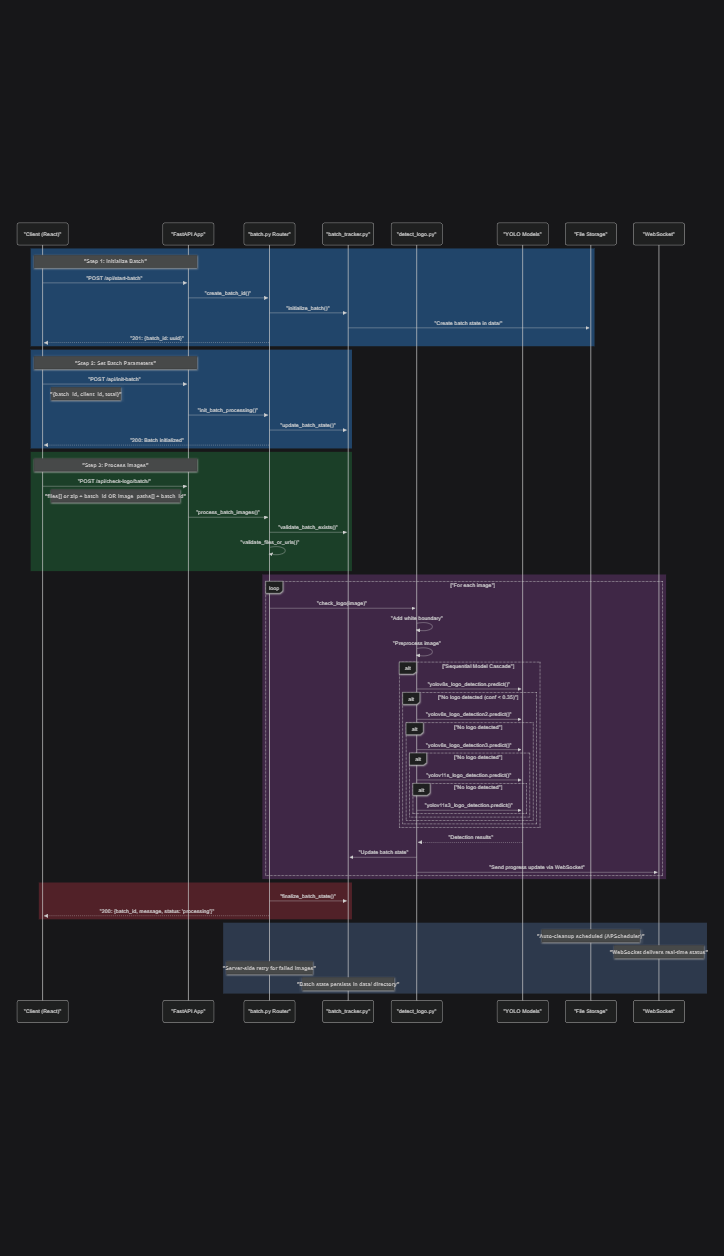 "Client (React)"
"FastAPI App"
"batch.py Router"
"batch_tracker.py"
"detect_logo.py"
"YOLO Models"
"File Storage"
"WebSocket"
"Step 1: Initialize Batch"
"POST /api/start-batch"
"create_batch_id()"
"initialize_batch()"
"Create batch state in data/"
"201: {batch_id: uuid}"
"Step 2: Set Batch Parameters"
"POST /api/init-batch"
"{batch_id, client_id, total}"
"init_batch_processing()"
"update_batch_state()"
"200: Batch initialized"
"Step 3: Process Images"
"POST /api/check-logo/batch/"
"files[] or zip + batch_id OR image_paths[] + batch_id"
"process_batch_images()"
"validate_batch_exists()"
"validate_files_or_urls()"
loop
["For each image"]
"check_logo(image)"
"Add white boundary"
"Preprocess image"
alt
["Sequential Model Cascade"]
"yolov8s_logo_detection.predict()"
alt
["No logo detected (conf < 0.35)"]
"yolov8s_logo_detection2.predict()"
alt
["No logo detected"]
"yolov8s_logo_detection3.predict()"
alt
["No logo detected"]
"yolov11s_logo_detection.predict()"
alt
["No logo detected"]
"yolov11s3_logo_detection.predict()"
"Detection results"
"Update batch state"
"Send progress update via WebSocket"
"finalize_batch_state()"
"200: {batch_id, message, status: 'processing'}"
"Auto-cleanup scheduled (APScheduler)"
"WebSocket delivers real-time status"
"Server-side retry for failed images"
"Batch state persists in data/ directory"
"Client (React)"
"FastAPI App"
"batch.py Router"
"batch_tracker.py"
"detect_logo.py"
"YOLO Models"
"File Storage"
"WebSocket"